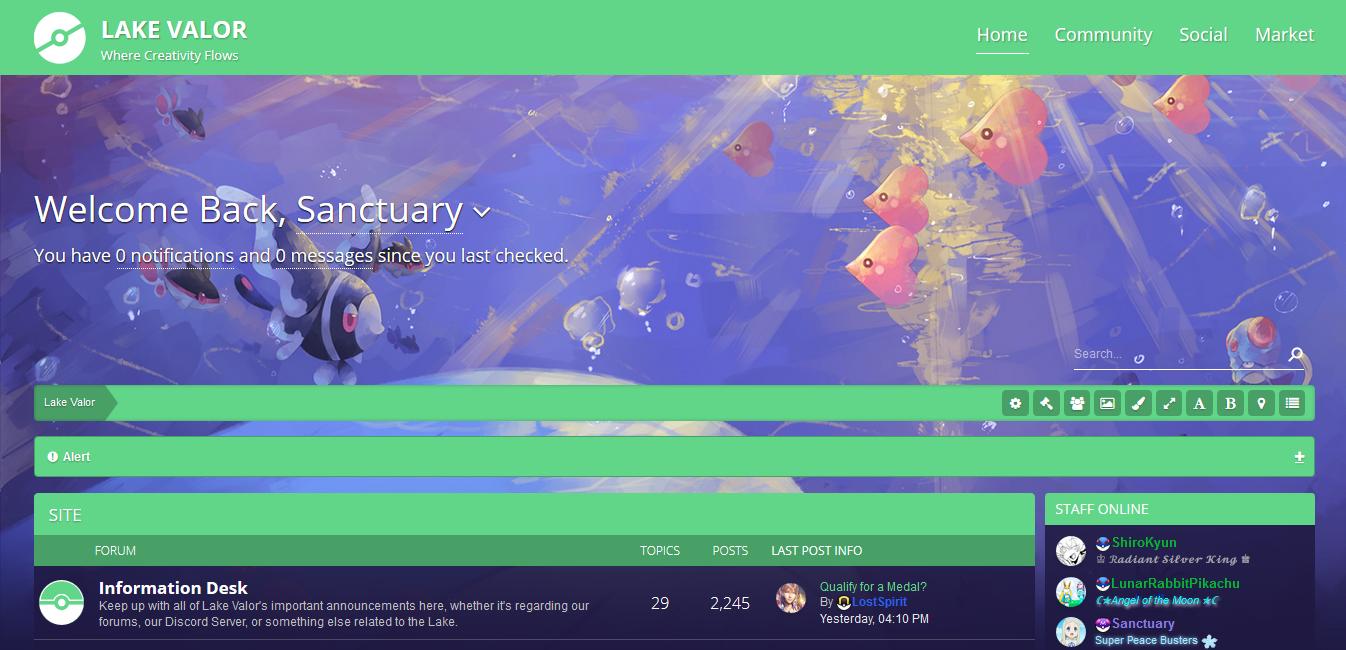 LAKE VALOR
Where Creativity Flows
Home Community Social Market
Welcome Back, Sanctuary
You have 0 notifications and 0 messages since you last checked.
Search...
Lake Valor
A B
Alert
SITE
FORUM TOPICS POSTS LAST POST INFO
Information Desk
Keep up with all of Lake Valor's important announcements here, whether it's regarding our
forums, our Discord Server, or something else related to the Lake.
29 2,245
Qualify for a Medal?
By LostSpirit
Yesterday, 04:10 PM
STAFF ONLINE
ShiroKyun
♔ 𝓡𝓪𝓭𝓲𝓪𝓷𝓽 𝓢𝓲𝓵𝓿𝓮𝓻 𝓚𝓲𝓷𝓰 ♚
LunarRabbitPikachu
☾★Angel of the Moon ★☾
Sanctuary
Super Peace Busters